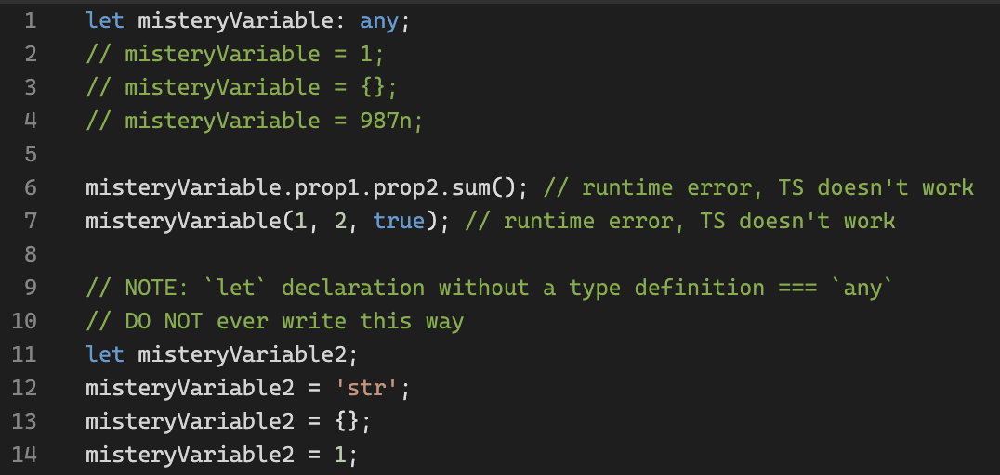 1 let misteryVariable: any;
2 // misteryVariable = 1;
3 // misteryVariable = {};
4 // misteryVariable = 987n;
5
6 misteryVariable.prop1.prop2.sum(); // runtime error, TS doesn't work
7 misteryVariable(1, 2, true); // runtime error, TS doesn't work
8
9 // NOTE: `let` declaration without a type definition === `any`
10 // DO NOT ever write this way
11 let misteryVariable2;
12 misteryVariable2 = 'str';
13 misteryVariable2 = {};
14 misteryVariable2 = 1;